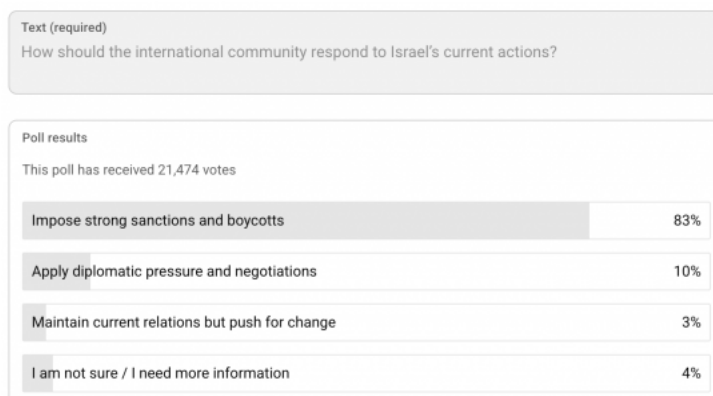 Text (required)
How should the international community respond to Israel's current actions?
Poll results
This poll has received 21,474 votes
Impose strong sanctions and boycotts 83%
Apply diplomatic pressure and negotiations 10%
Maintain current relations but push for change 3%
I am not sure / I need more information 4%